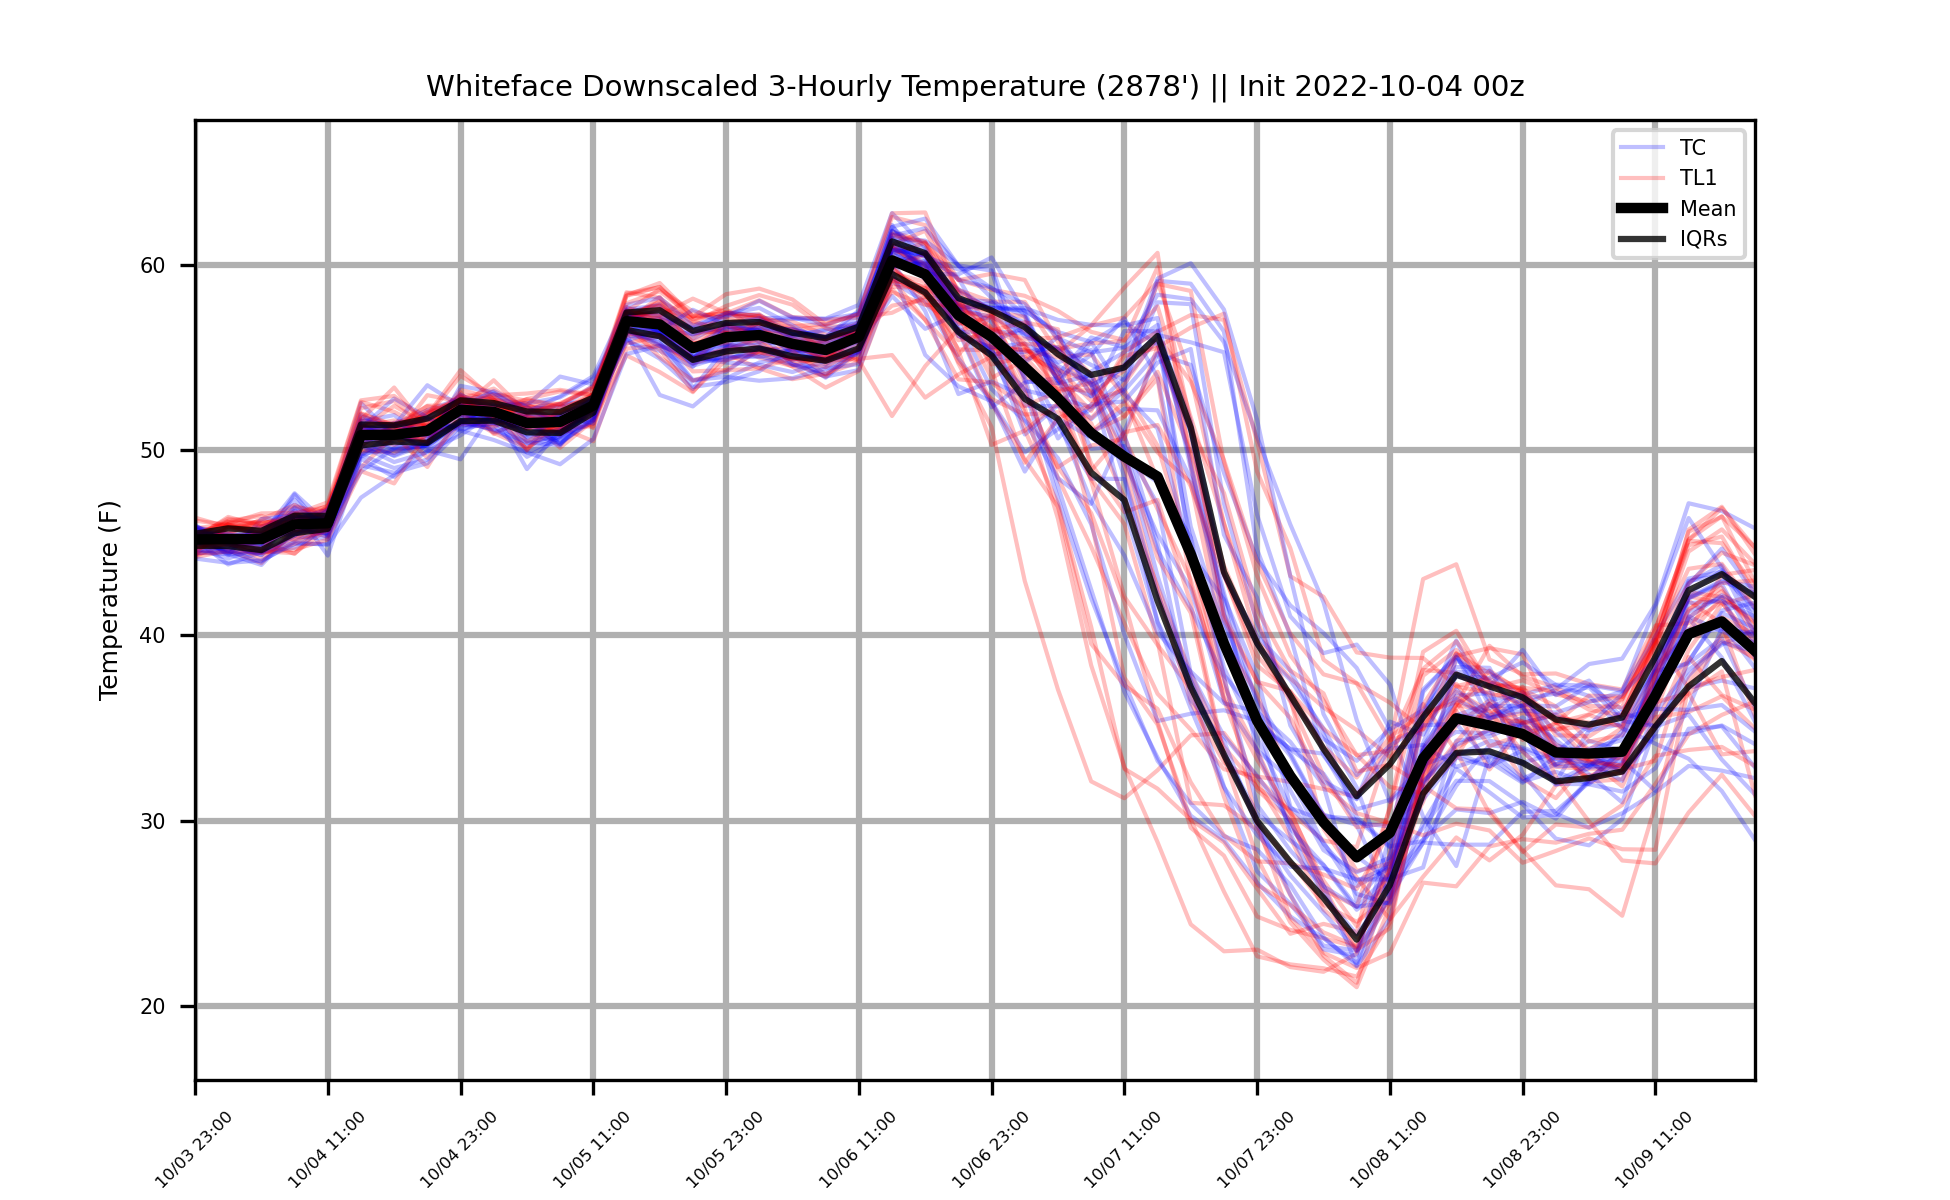 Whiteface Downscaled 3-Hourly Temperature (2878') || Init 2022-10-04 00z
TC
TL1
Mean
IQRs
Temperature (F)
60
50
40
30
20
10/03 23:00
10/04 11:00
10/04 23:00
10/05 11:00
10/05 23:00
10/06 11:00
10/06 23:00
10/07 11:00
10/07 23:00
10/08 11:00
10/08 23:00
10/09 11:00